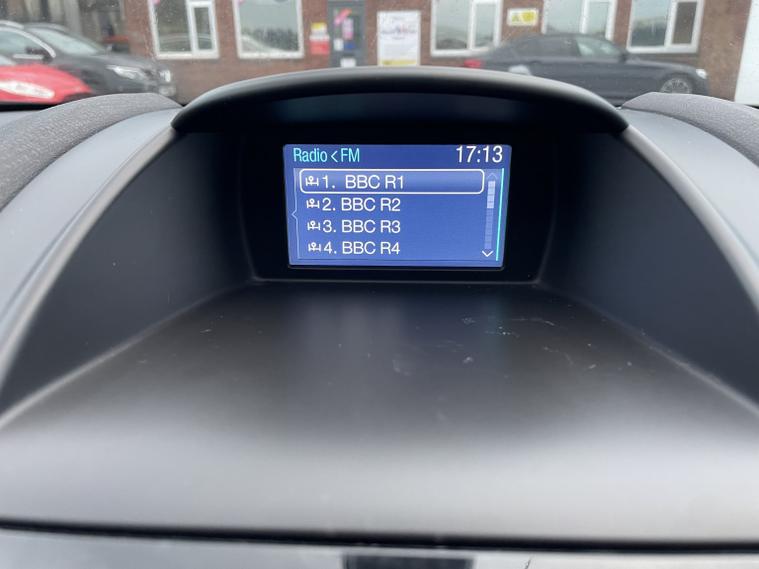 Radio < FM 17:13
1. BBC R1
2. BBC R2
3. BBC R3
4. BBC R4